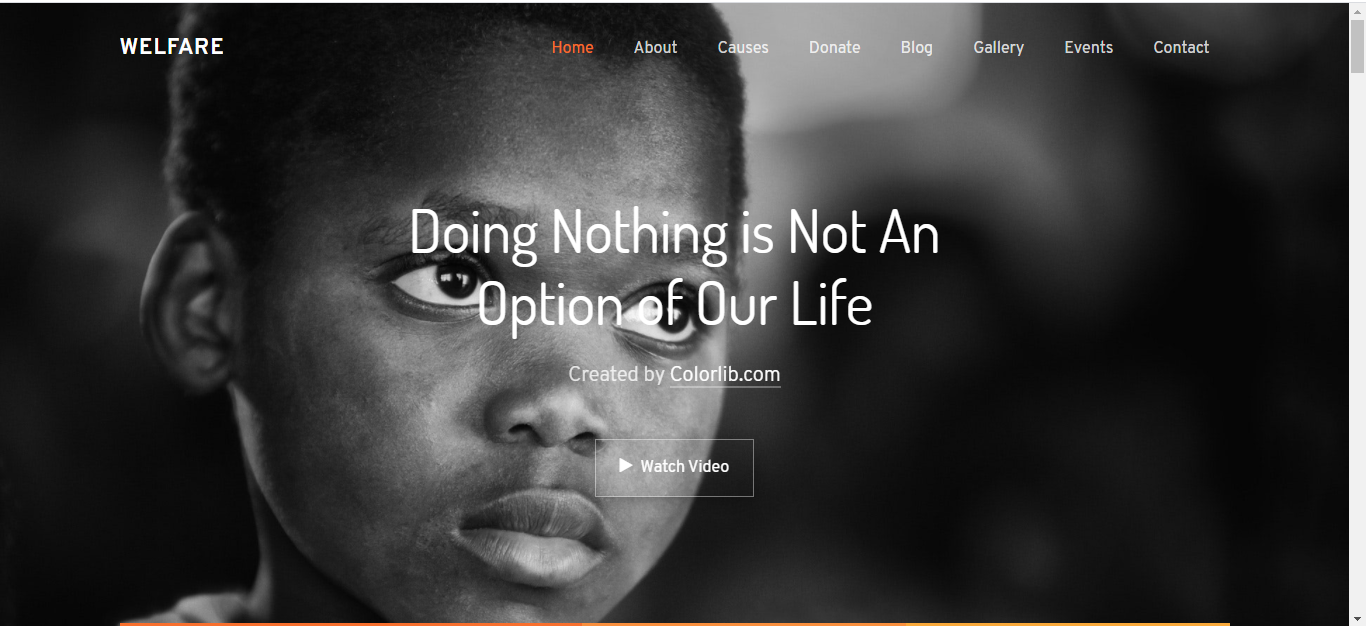 WELFARE
Home About Causes Donate Blog Gallery Events Contact
Doing Nothing is Not An
Option of Our Life
Created by Colorlib.com
Watch Video